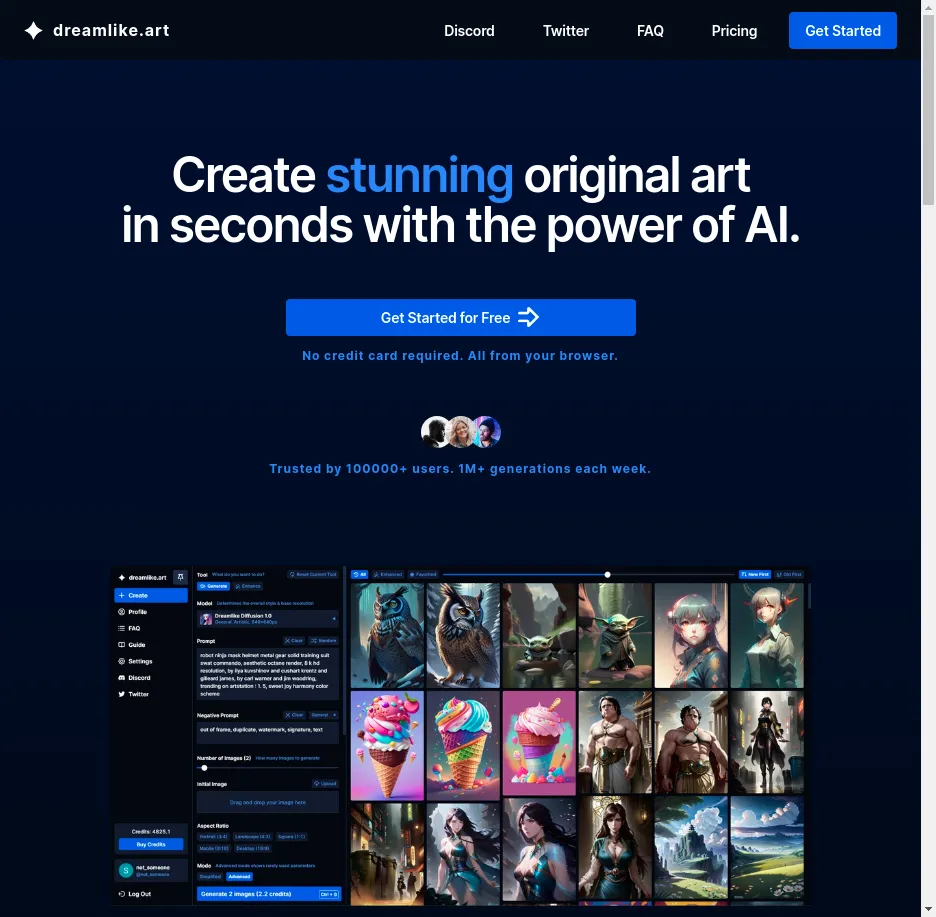 dreamlike.art
Discord
Twitter
FAQ
Pricing
Get Started
Create stunning original art
in seconds with the power of AI.
Get Started for Free
No credit card required. All from your browser.
Trusted by 100000+ users. 1M+ generations each week.
dreamlike.art
Create
Profile
FAQ
Guide
Settings
Discord
Twitter
Credits: 4825.1
Buy Credits
S
not_someone
@not_someone
Log Out
Tool What do you want to do?
Reset Current Tool
Generate
Enhance
Model Determines the overall style & base resolution
Dreamlike Diffusion 1.0
General. Artistic. 640×640px
Prompt
Clear
Random
robot ninja mask helmet metal gear solid training suit
swat commando, aesthetic octane render, 8 k hd
resolution, by ilya kuvshinov and cushart krentz and
gilleard james, by carl warner and jim woodring,
trending on artstation : 1. 5, sweet joy harmony color
scheme
Negative Prompt
Clear
General
out of frame, duplicate, watermark, signature, text
Number of Images (2) How many images to generate
Initial Image
Upload
Drag and drop your image here
Aspect Ratio
Portrait (3:4)
Landscape (4:3)
Square (1:1)
Mobile (9:16)
Desktop (16:9)
Mode Advanced mode shows rarely used parameters
Simplified
Advanced
Generate 2 images (2.2 credits)
All
Enhanced
Favorited
New First
Old First